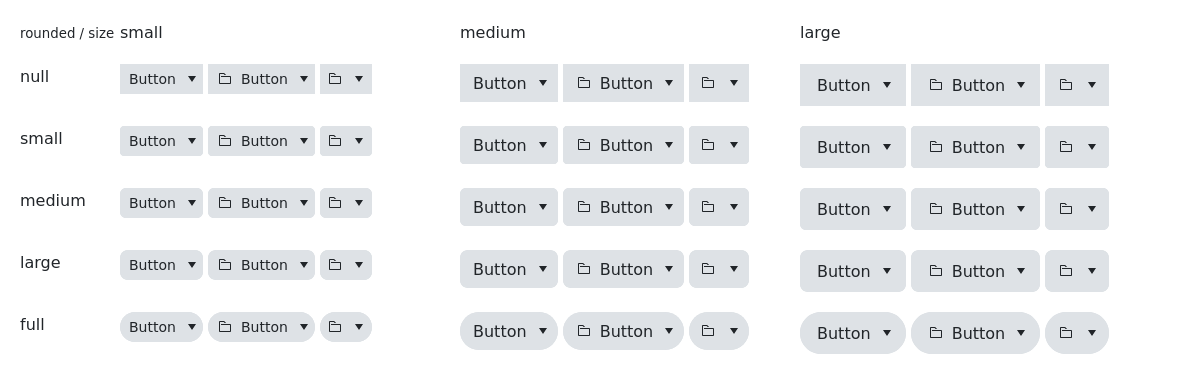 rounded / size small medium large
null Button Button Button Button Button Button
small Button Button Button Button Button Button
medium Button Button Button Button Button Button
large Button Button Button Button Button Button
full Button Button Button Button Button Button